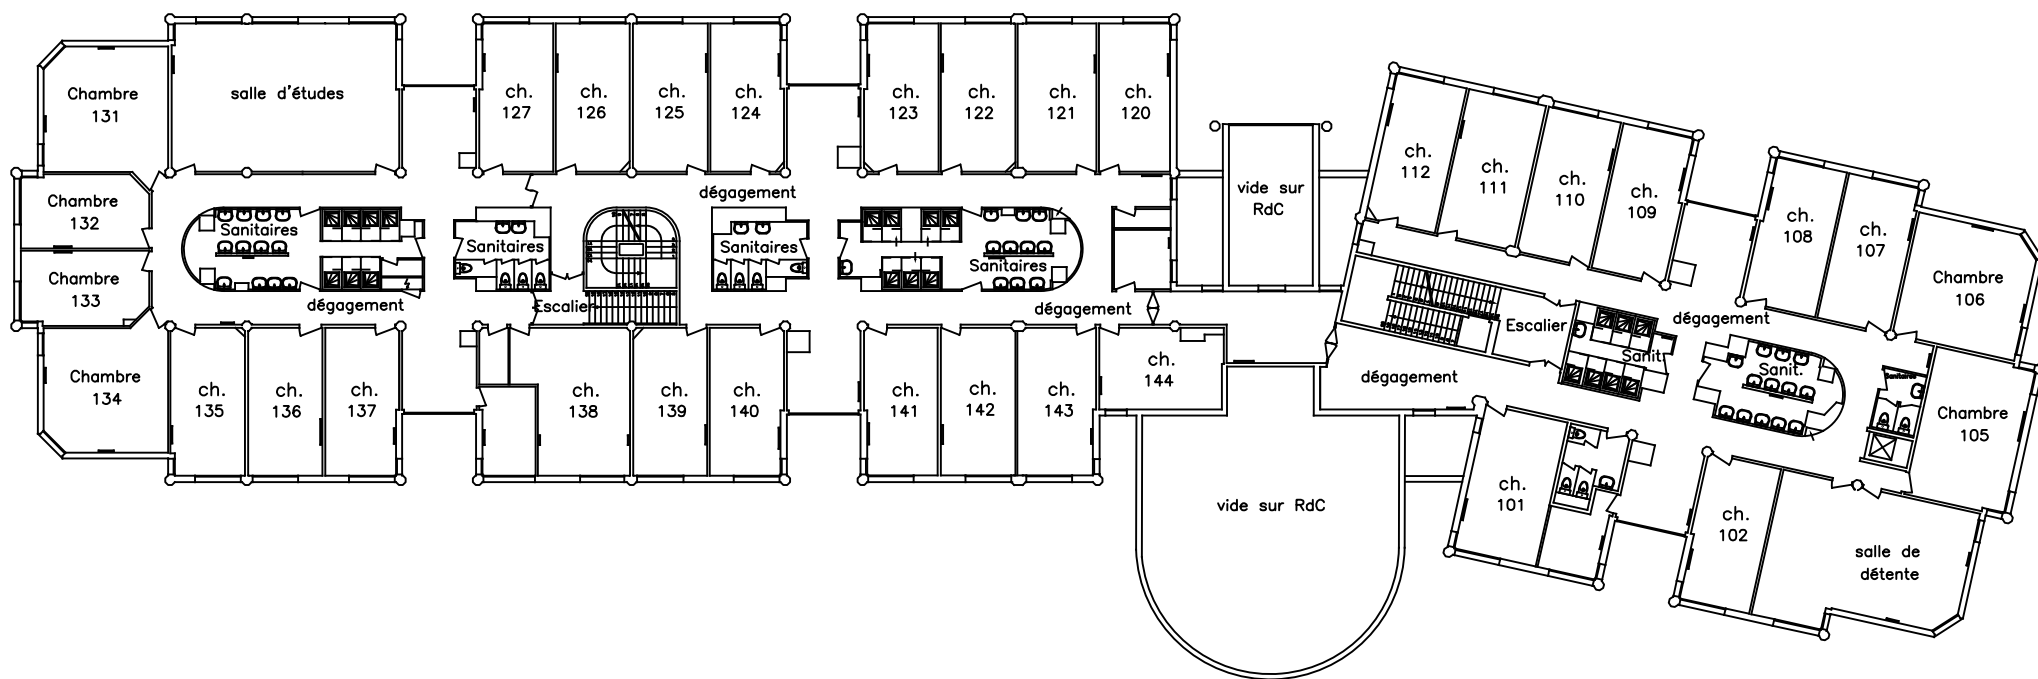 Chambre
131
salle d'études
ch.
127
ch.
126
ch.
125
ch.
124
ch.
123
ch.
122
ch.
121
ch.
120
Chambre
132
Chambre
133
Chambre
134
Sanitaires
dégagement
Sanitaires
Escalier
dégagement
Sanitaires
Sanitaires
dégagement
ch.
135
ch.
136
ch.
137
ch.
138
ch.
139
ch.
140
ch.
141
ch.
142
ch.
143
ch.
144
vide sur
RdC
vide sur RdC
ch.
112
ch.
111
ch.
110
ch.
109
ch.
108
ch.
107
Chambre
106
Escalier
dégagement
Sanit.
dégagement
Sanit.
Sanitaires
Chambre
105
ch.
101
ch.
102
salle de
détente